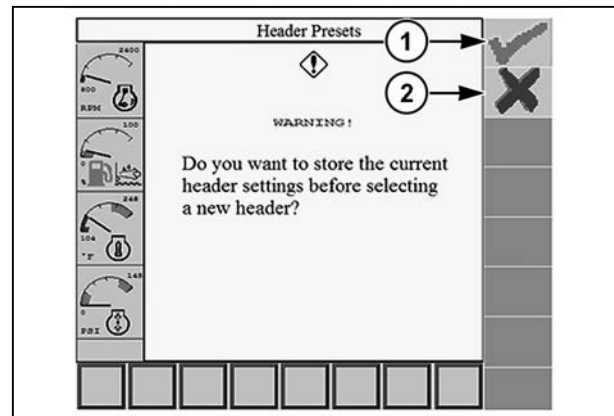 Header Presets
1
2
2400
800
RPM
WARNING!
100
0
%
Do you want to store the current
header settings before selecting
a new header?
248
104
°F
145
0
PSI